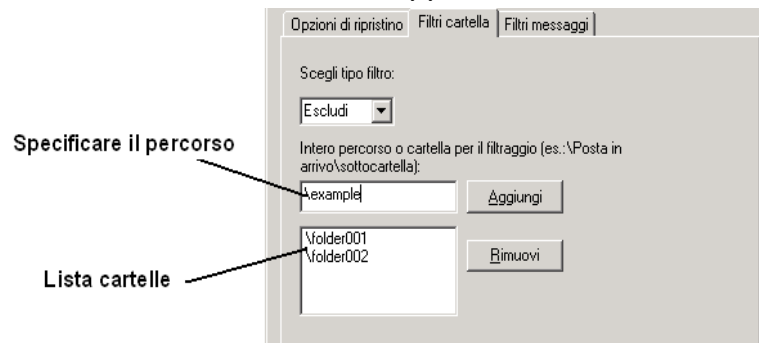 Opzioni di ripristino Filtri cartella Filtri messaggi
Scegli tipo filtro:
Escludi
Specificare il percorso
Intero percorso o cartella per il filtraggio (es.:\Posta in
arrivo\sottocartella):
\example
Aggiungi
\folder001
\folder002
Rimuovi
Lista cartelle